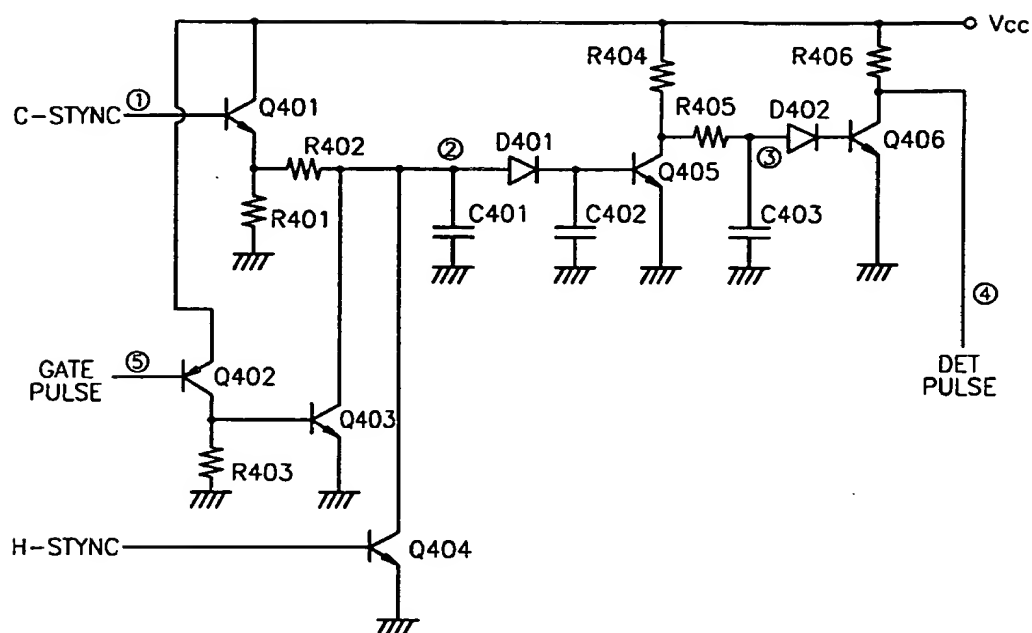 Vcc
R404
R406
C-STYNC
①
Q401
R405
D402
R402
②
D401
Q406
③
Q405
R401
C401
C402
C403
④
GATE
PULSE
⑤
Q402
DET
PULSE
Q403
R403
H-STYNC
Q404